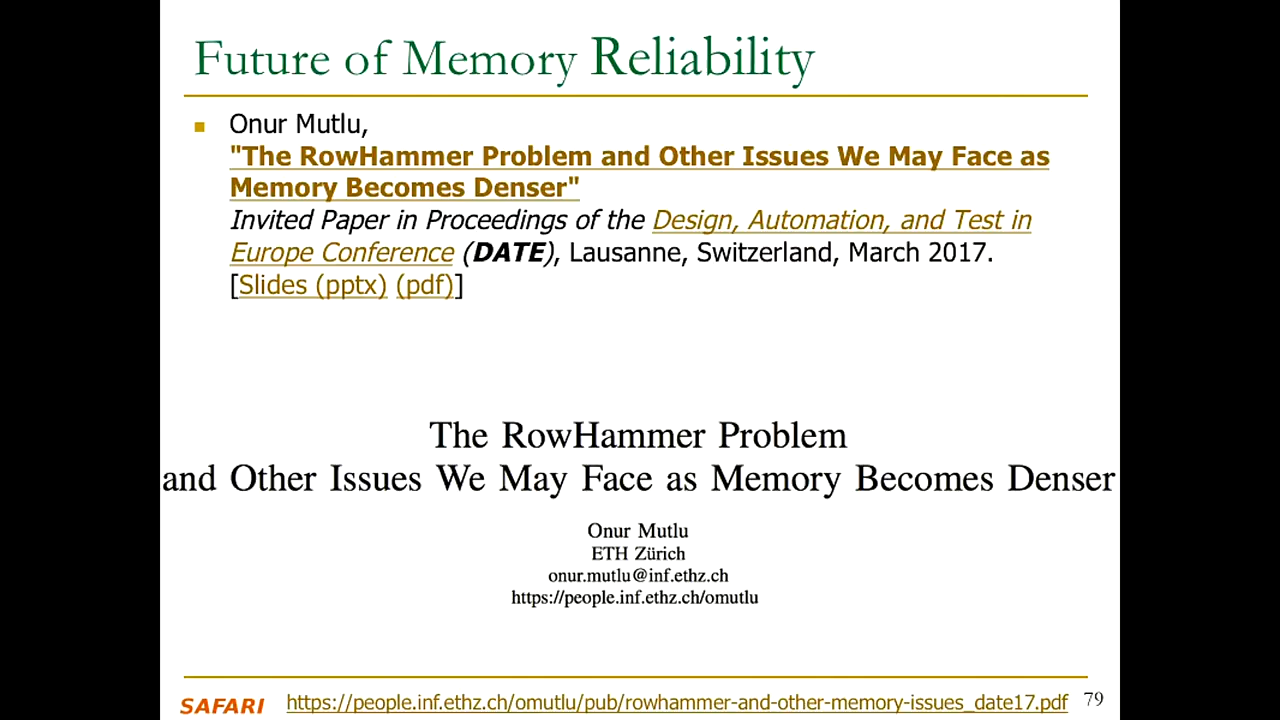 Future of Memory Reliability
Onur Mutlu,
"The RowHammer Problem and Other Issues We May Face as
Memory Becomes Denser"
Invited Paper in Proceedings of the Design, Automation, and Test in
Europe Conference (DATE), Lausanne, Switzerland, March 2017.
[Slides (pptx) (pdf)]
The RowHammer Problem
and Other Issues We May Face as Memory Becomes Denser
Onur Mutlu
ETH Zürich
onur.mutlu@inf.ethz.ch
https://people.inf.ethz.ch/omutlu
SAFARI https://people.inf.ethz.ch/omutlu/pub/rowhammer-and-other-memory-issues_date17.pdf 79